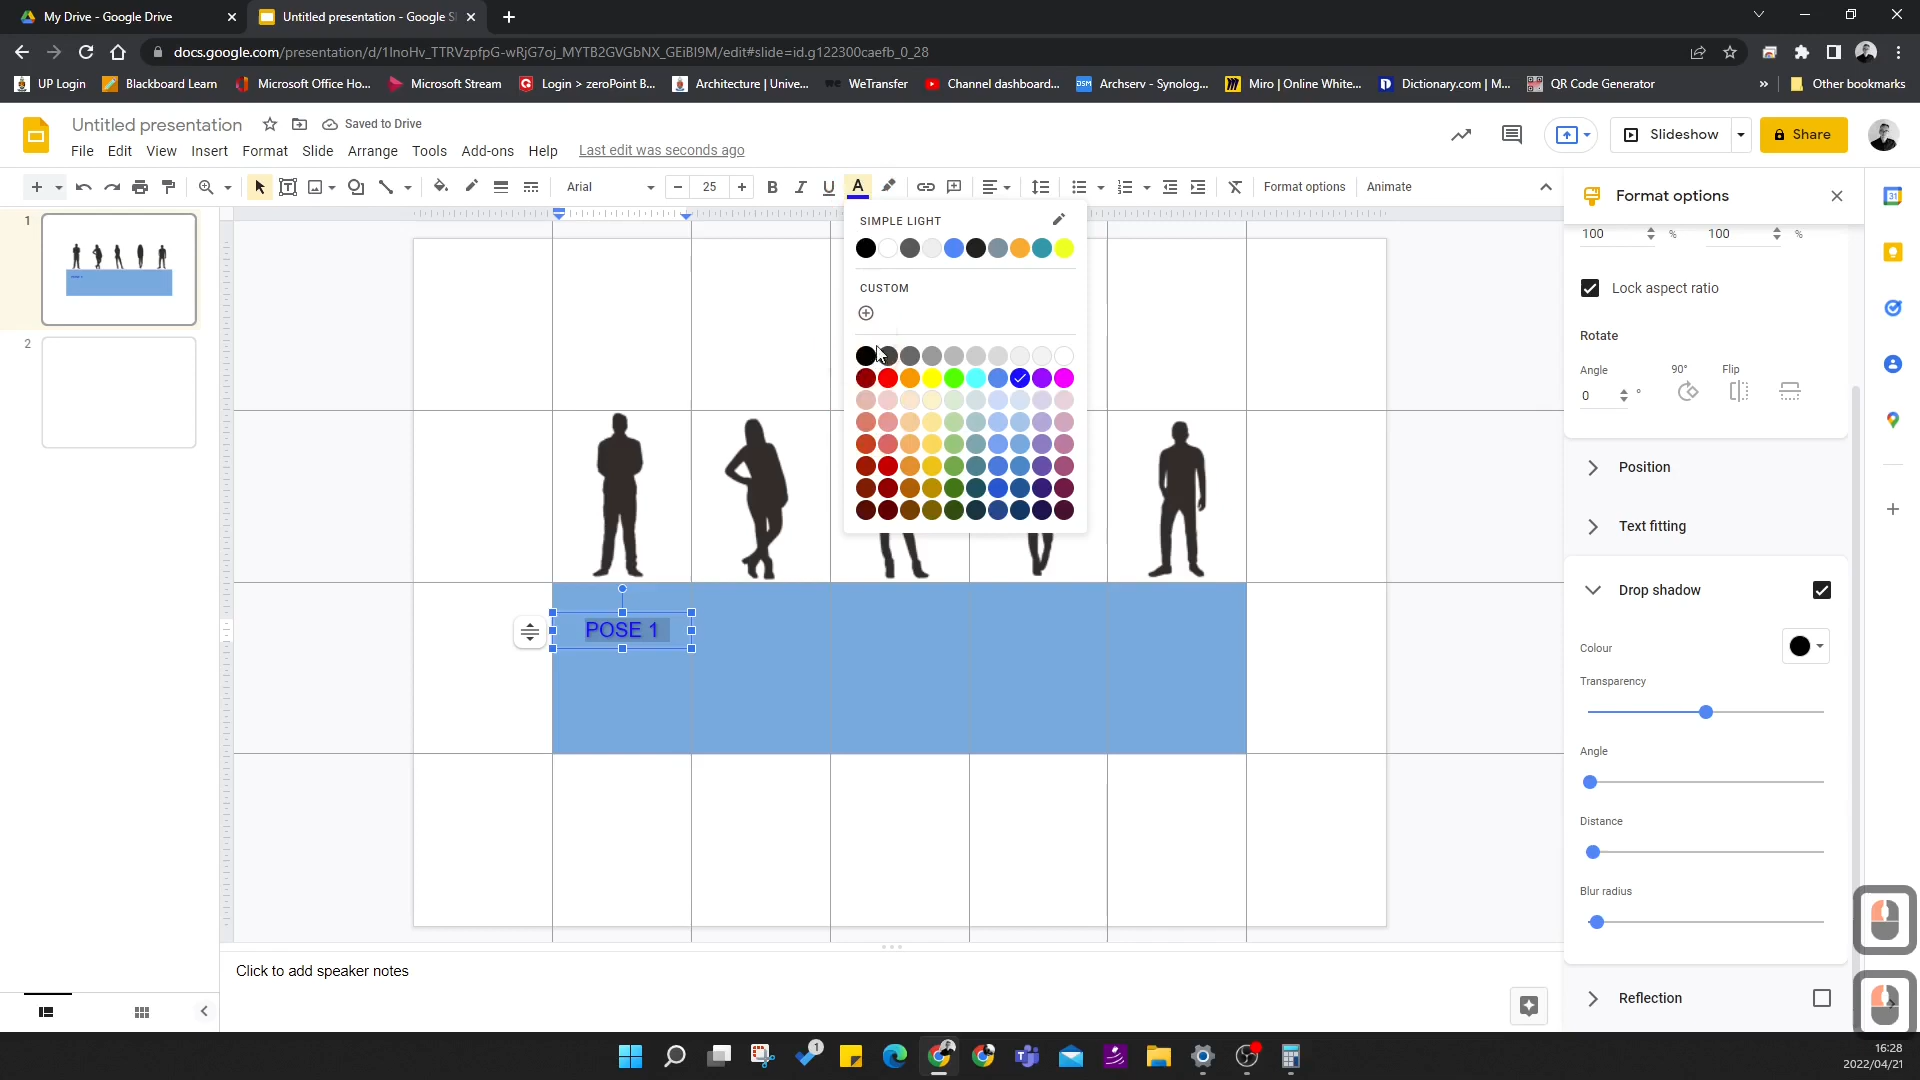 My Drive - Google Drive
Untitled presentation - Google Sl
docs.google.com/presentation/d/1InoHv_TTRVzpfpG-wRjG7oj_MYTB2GVGbNX_GEiBI9M/edit#slide=id.g122300caefb_0_28
UP Login
Blackboard Learn
Microsoft Office Ho...
Microsoft Stream
Login > zeroPoint B...
Architecture | Unive...
WeTransfer
Channel dashboard...
Archserv - Synolog...
Miro | Online White...
Dictionary.com | M...
QR Code Generator
»
Other bookmarks
Untitled presentation
Saved to Drive
File Edit View Insert Format Slide Arrange Tools Add-ons Help Last edit was seconds ago
Slideshow
Share
Arial
25
Format options
Animate
Format options
SIMPLE LIGHT
CUSTOM
1
2
POSE 1
100 %
100 %
Lock aspect ratio
Rotate
Angle
90°
Flip
0 °
Position
Text fitting
Drop shadow
Colour
Transparency
Angle
Distance
Blur radius
Reflection
Click to add speaker notes
1
16:28
2022/04/21